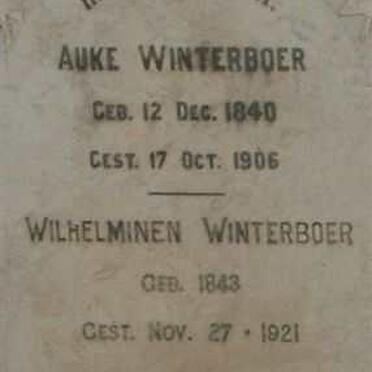 AUKE WINTERBOER
GEB. 12 DEC. 1840
GEST. 17 OCT. 1906
WILHELMINEN WINTERBOER
GEB. 1843
GEST. NOV. 27 · 1921